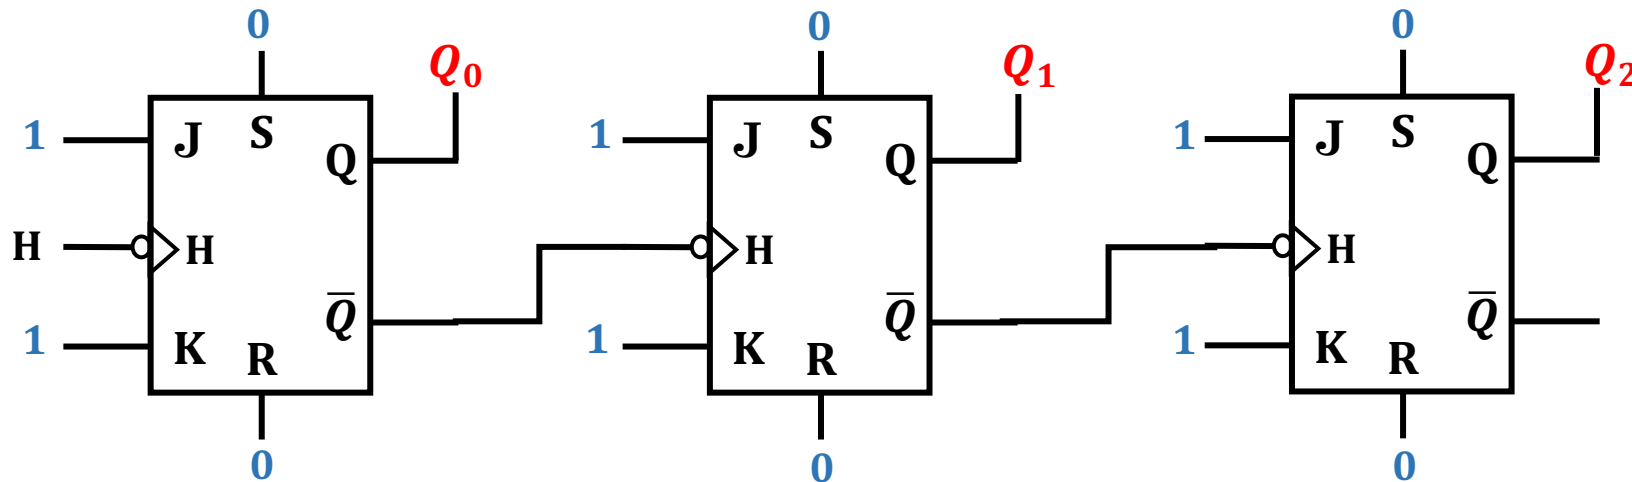 0 0 0
Q0 Q1 Q2
1 J S Q 1 J S Q 1 J S Q
H H H H
1 K R Q̅ 1 K R Q̅ 1 K R Q̅
0 0 0